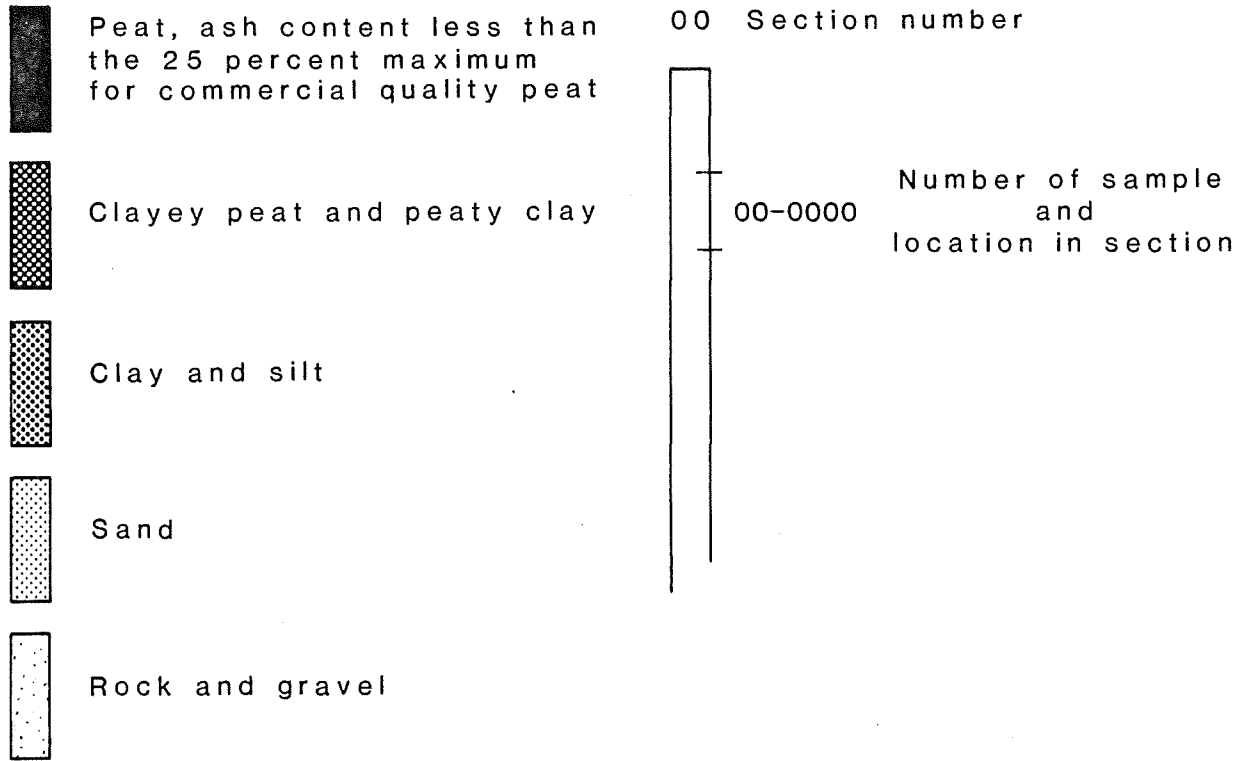 Peat, ash content less than
the 25 percent maximum
for commercial quality peat
Clayey peat and peaty clay
Clay and silt
Sand
Rock and gravel
00 Section number
00-0000
Number of sample
and
location in section